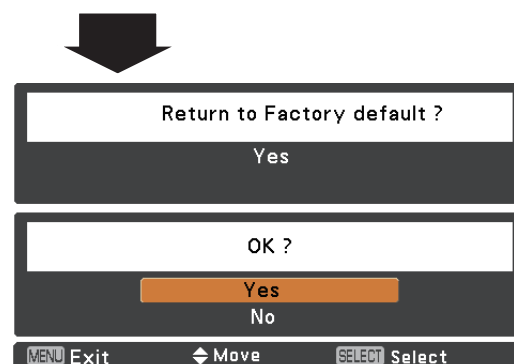 Return to Factory default ?
Yes
OK ?
Yes
No
MENU Exit Move SELECT Select